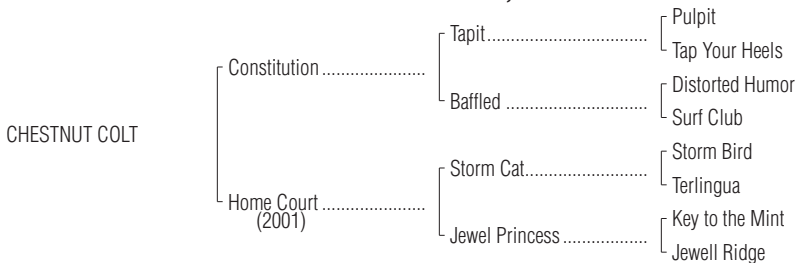 Pulpit
Tapit
Tap Your Heels
Constitution
Distorted Humor
Baffled
Surf Club
CHESTNUT COLT
Storm Bird
Storm Cat
Terlingua
Home Court
(2001)
Key to the Mint
Jewel Princess
Jewell Ridge